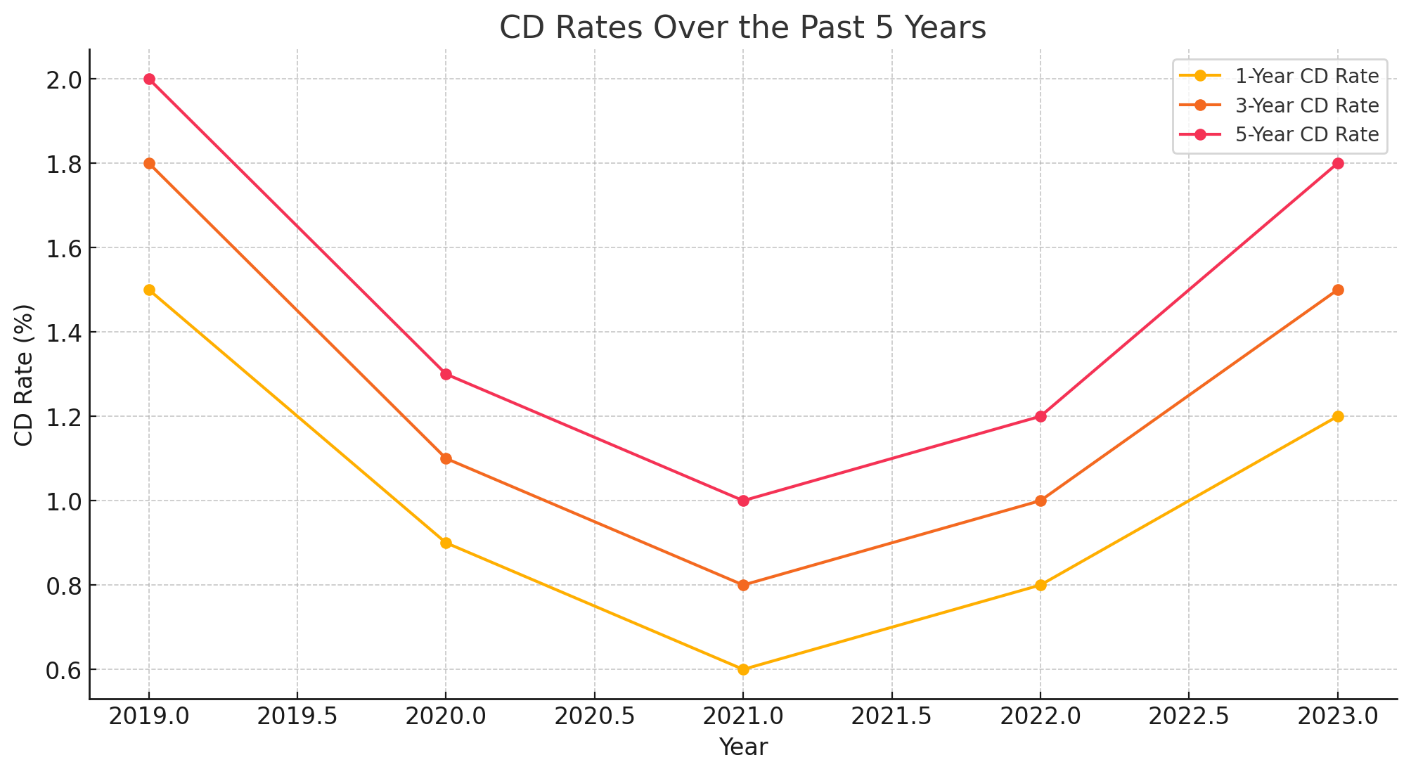 CD Rates Over the Past 5 Years
1-Year CD Rate
3-Year CD Rate
5-Year CD Rate
CD Rate (%)
2.0
1.8
1.6
1.4
1.2
1.0
0.8
0.6
2019.0 2019.5 2020.0 2020.5 2021.0 2021.5 2022.0 2022.5 2023.0
Year